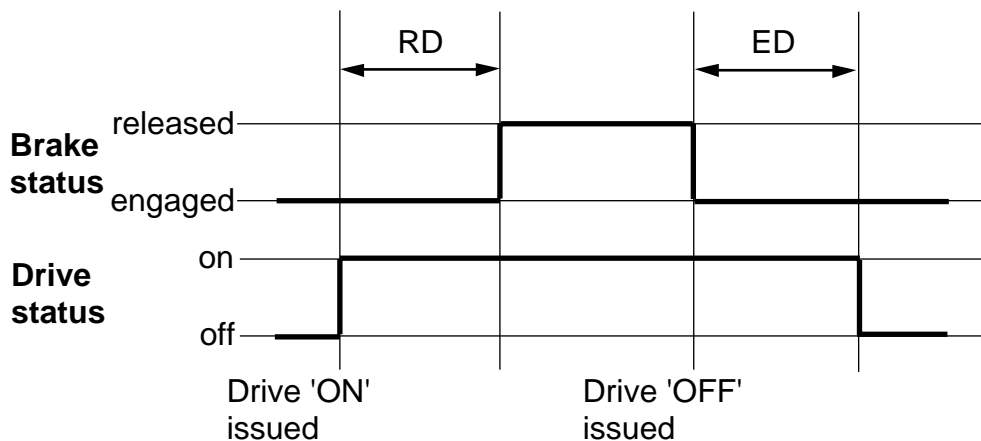 RD
ED
released
Brake
status
engaged
on
Drive
status
off
Drive 'ON'
issued
Drive 'OFF'
issued